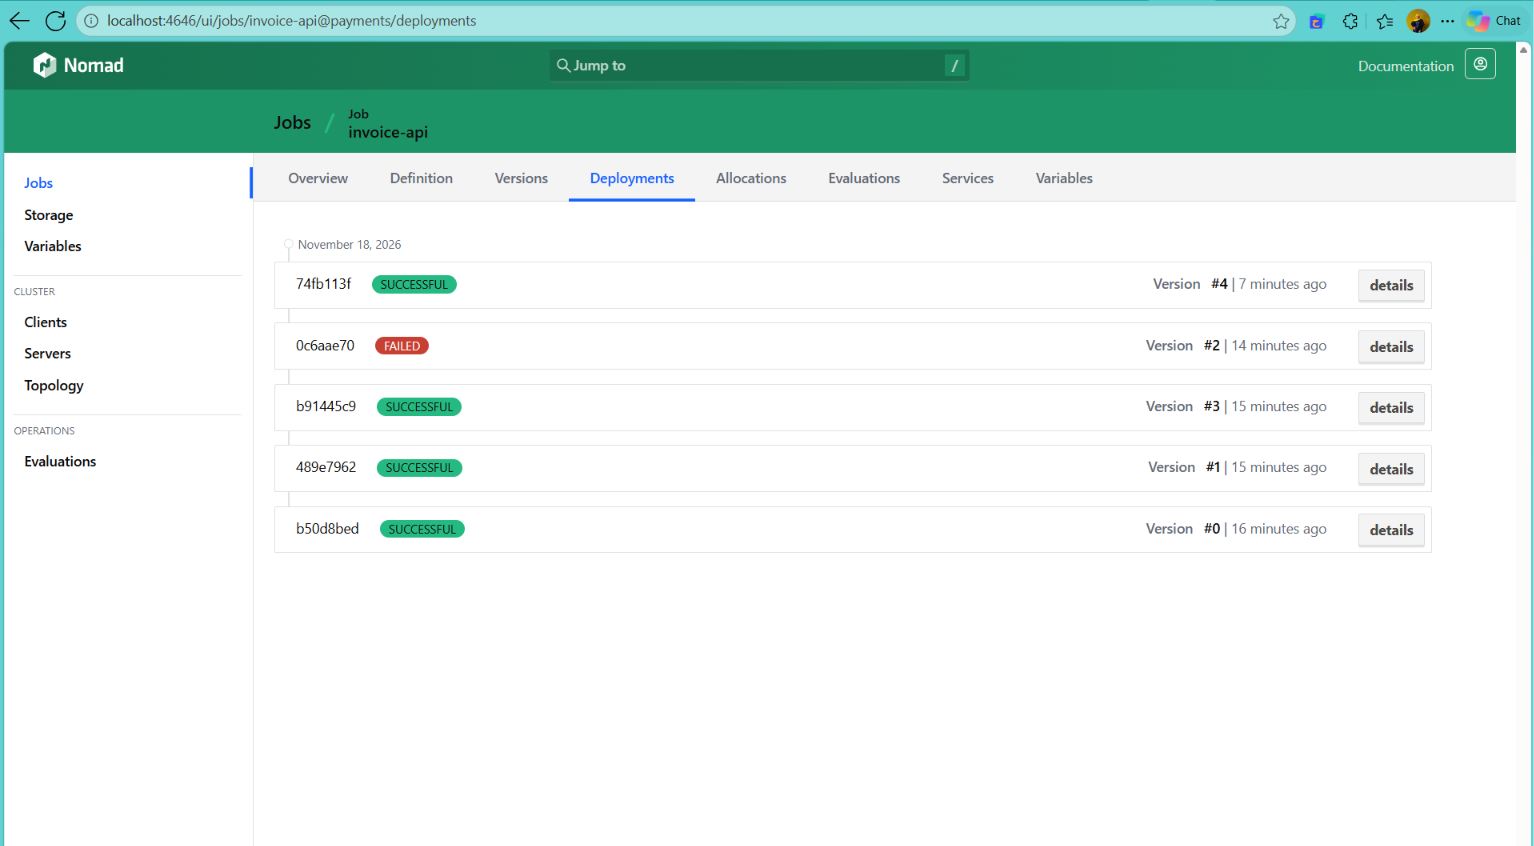 localhost:4646/ui/jobs/invoice-api@payments/deployments
Chat
Nomad
Jump to
/
Documentation
Jobs / Job
invoice-api
Jobs
Storage
Variables
CLUSTER
Clients
Servers
Topology
OPERATIONS
Evaluations
Overview Definition Versions Deployments Allocations Evaluations Services Variables
November 18, 2026
74fb113f SUCCESSFUL Version #4 | 7 minutes ago details
0c6aae70 FAILED Version #2 | 14 minutes ago details
b91445c9 SUCCESSFUL Version #3 | 15 minutes ago details
489e7962 SUCCESSFUL Version #1 | 15 minutes ago details
b50d8bed SUCCESSFUL Version #0 | 16 minutes ago details